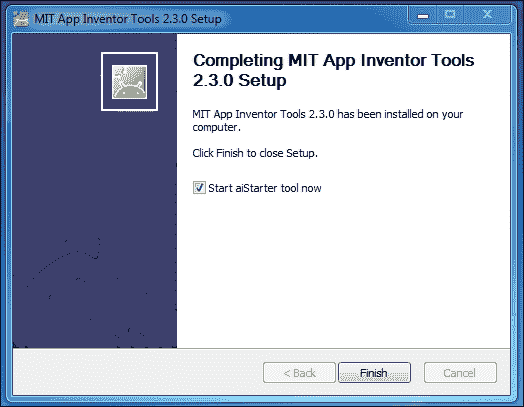 MIT App Inventor Tools 2.3.0 Setup
Completing MIT App Inventor Tools
2.3.0 Setup
MIT App Inventor Tools 2.3.0 has been installed on your
computer.
Click Finish to close Setup.
Start aiStarter tool now
< Back Finish Cancel